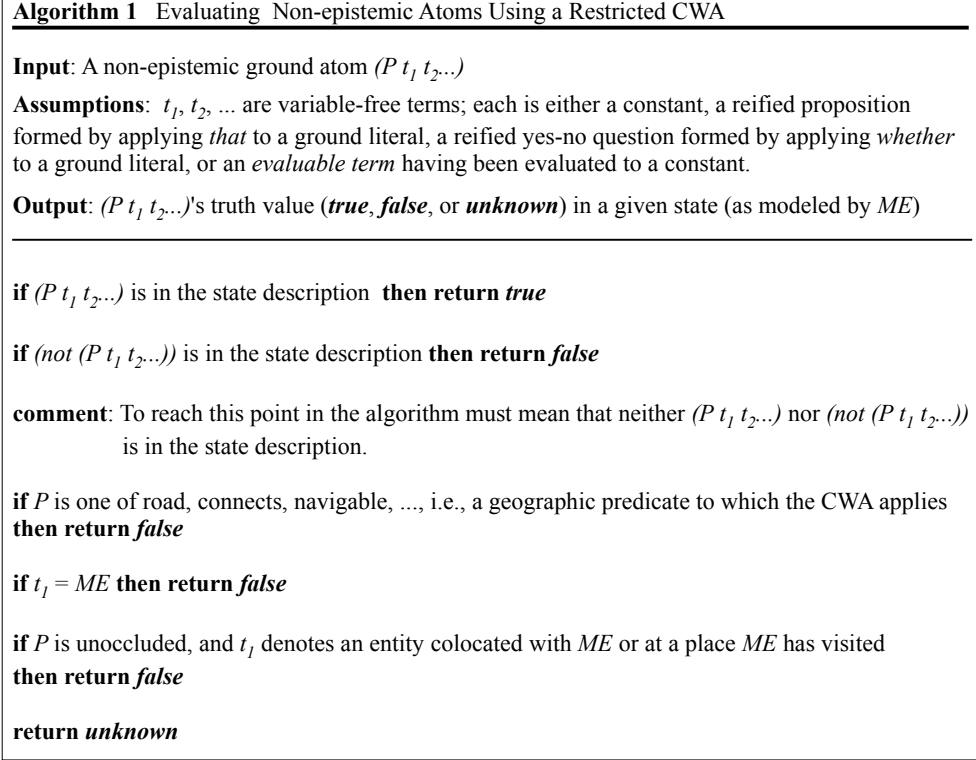 Algorithm 1 Evaluating Non-epistemic Atoms Using a Restricted CWA
Input: A non-epistemic ground atom (P t1 t2...)
Assumptions: t1, t2, ... are variable-free terms; each is either a constant, a reified proposition
formed by applying that to a ground literal, a reified yes-no question formed by applying whether
to a ground literal, or an evaluable term having been evaluated to a constant.
Output: (P t1 t2...)'s truth value (true, false, or unknown) in a given state (as modeled by ME)
if (P t1 t2...) is in the state description then return true
if (not (P t1 t2...)) is in the state description then return false
comment: To reach this point in the algorithm must mean that neither (P t1 t2...) nor (not (P t1 t2...))
is in the state description.
if P is one of road, connects, navigable, ..., i.e., a geographic predicate to which the CWA applies
then return false
if t1 = ME then return false
if P is unoccluded, and t1 denotes an entity colocated with ME or at a place ME has visited
then return false
return unknown